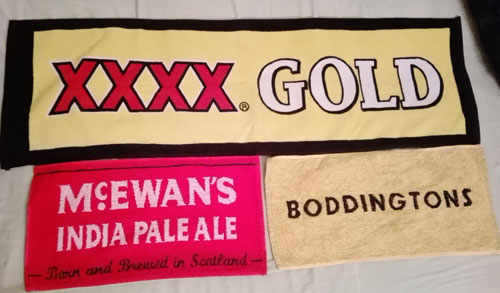 XXXX® GOLD
McEWAN'S
INDIA PALE ALE
— Born and Brewed in Scotland —
BODDINGTONS